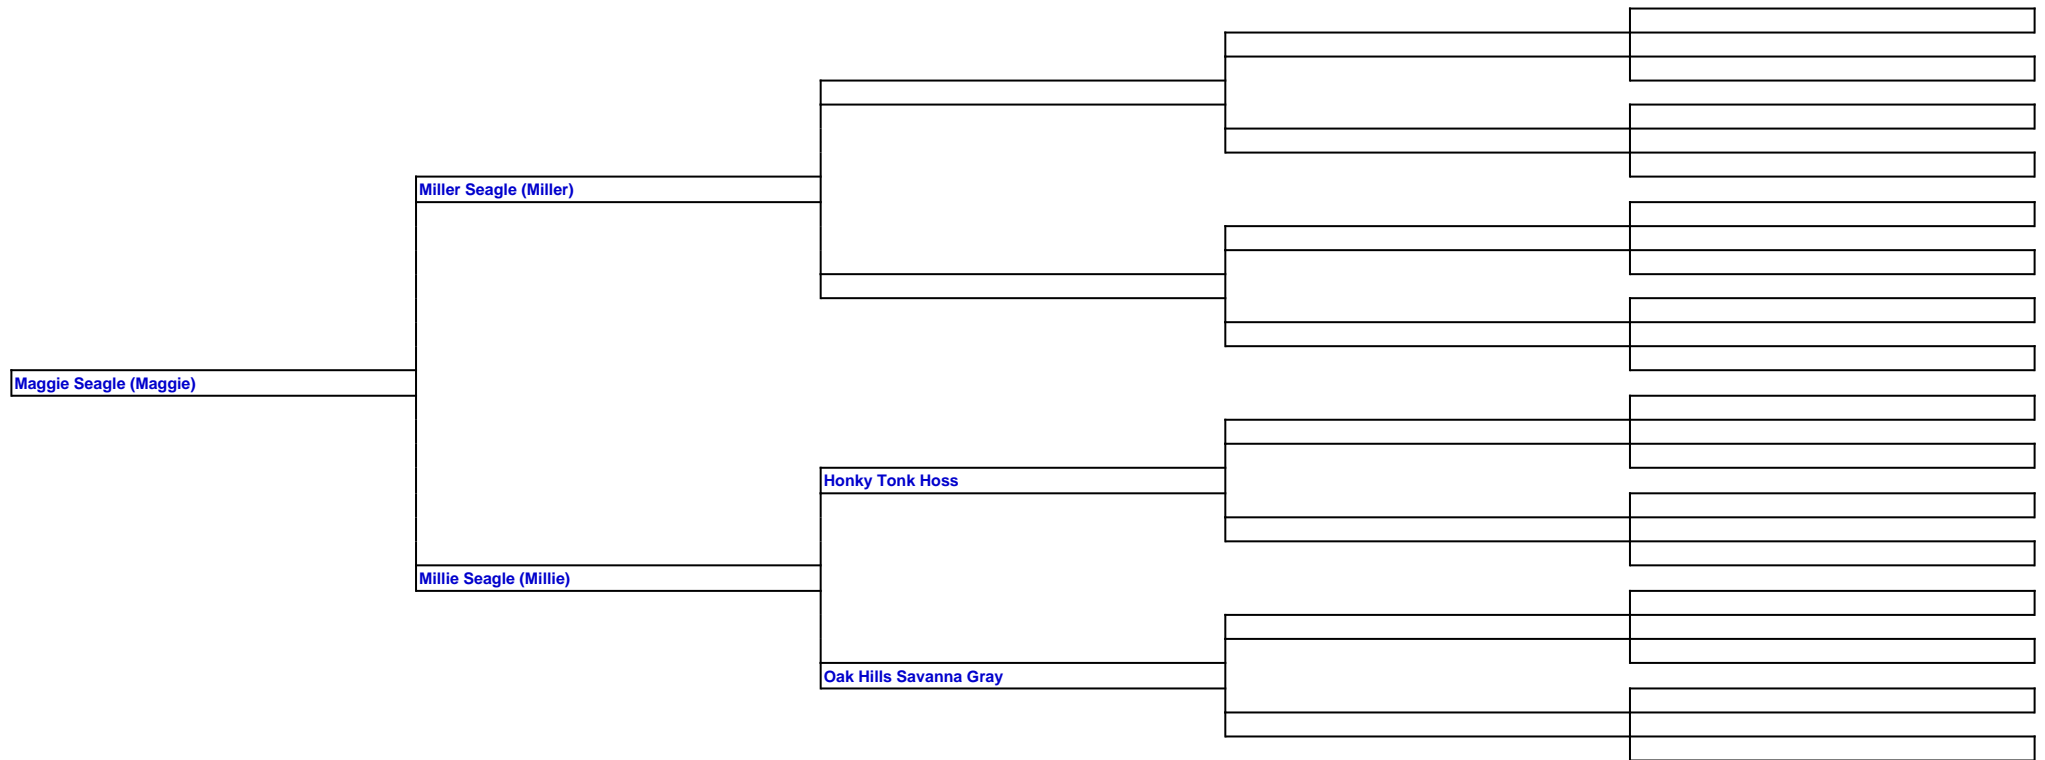 Miller Seagle (Miller)
Maggie Seagle (Maggie)
Honky Tonk Hoss
Millie Seagle (Millie)
Oak Hills Savanna Gray